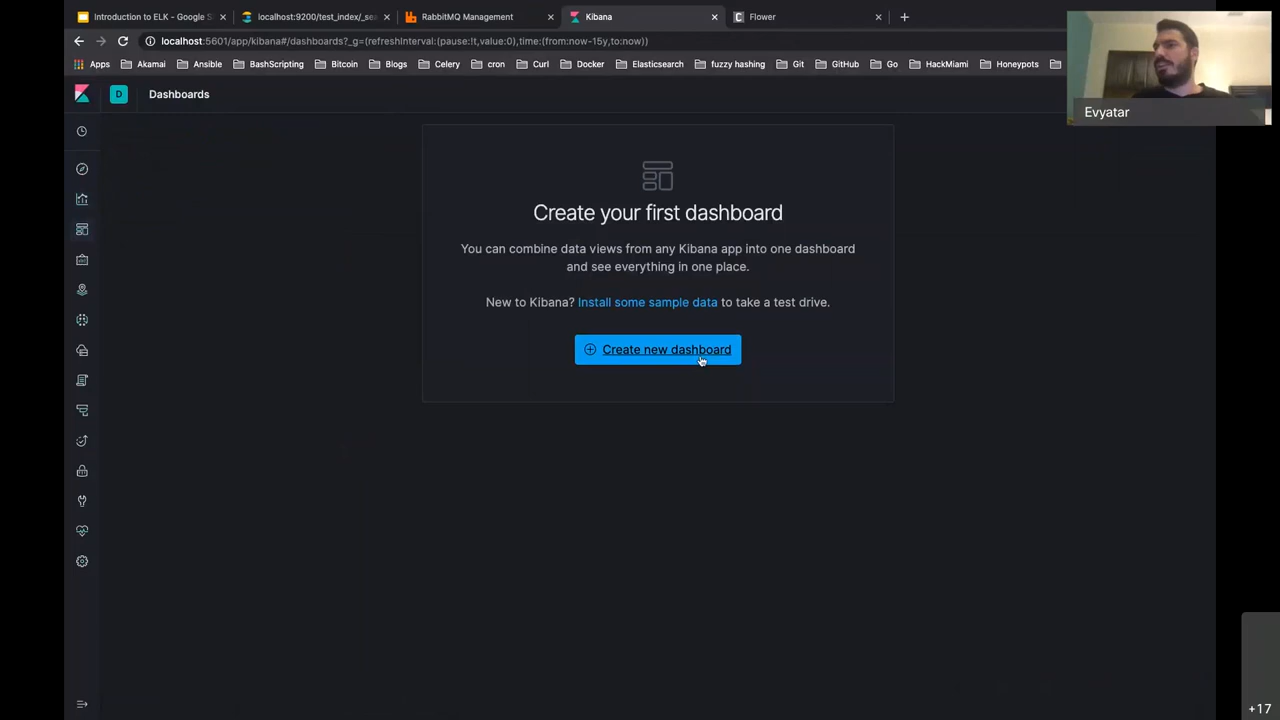 Introduction to ELK - Google S
localhost:9200/test_index/_sea
RabbitMQ Management
Kibana
Flower
localhost:5601/app/kibana#/dashboards?_g=(refreshInterval:(pause:!t,value:0),time:(from:now-15y,to:now))
Apps
Akamai
Ansible
BashScripting
Bitcoin
Blogs
Celery
cron
Curl
Docker
Elasticsearch
fuzzy hashing
Git
GitHub
Go
HackMiami
Honeypots
Evyatar
D
Dashboards
Create your first dashboard
You can combine data views from any Kibana app into one dashboard
and see everything in one place.
New to Kibana? Install some sample data to take a test drive.
Create new dashboard
+17